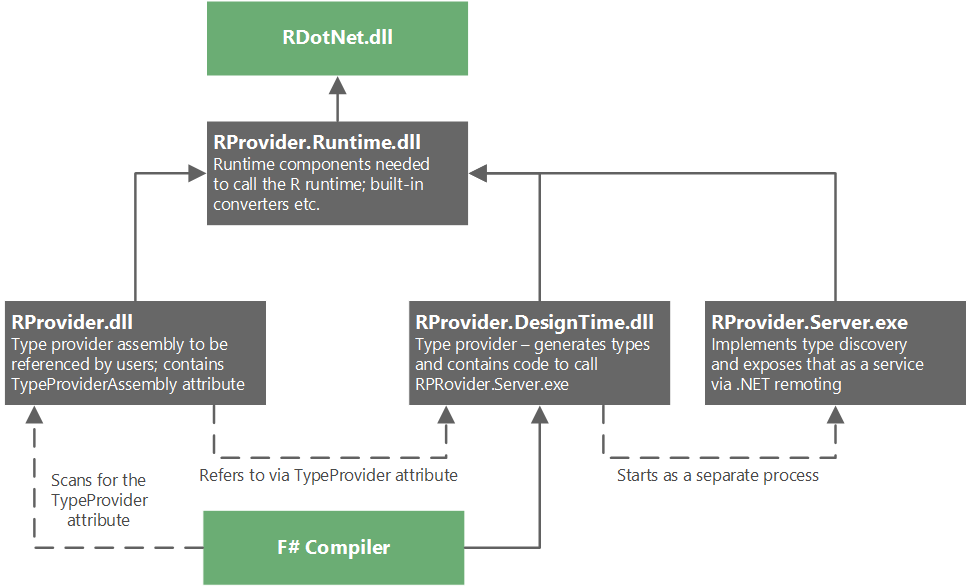 RDotNet.dll
RProvider.Runtime.dll
Runtime components needed
to call the R runtime; built-in
converters etc.
RProvider.dll
Type provider assembly to be
referenced by users; contains
TypeProviderAssembly attribute
RProvider.DesignTime.dll
Type provider – generates types
and contains code to call
RPRovider.Server.exe
RProvider.Server.exe
Implements type discovery
and exposes that as a service
via .NET remoting
Scans for the
TypeProvider
attribute
Refers to via TypeProvider attribute
Starts as a separate process
F# Compiler